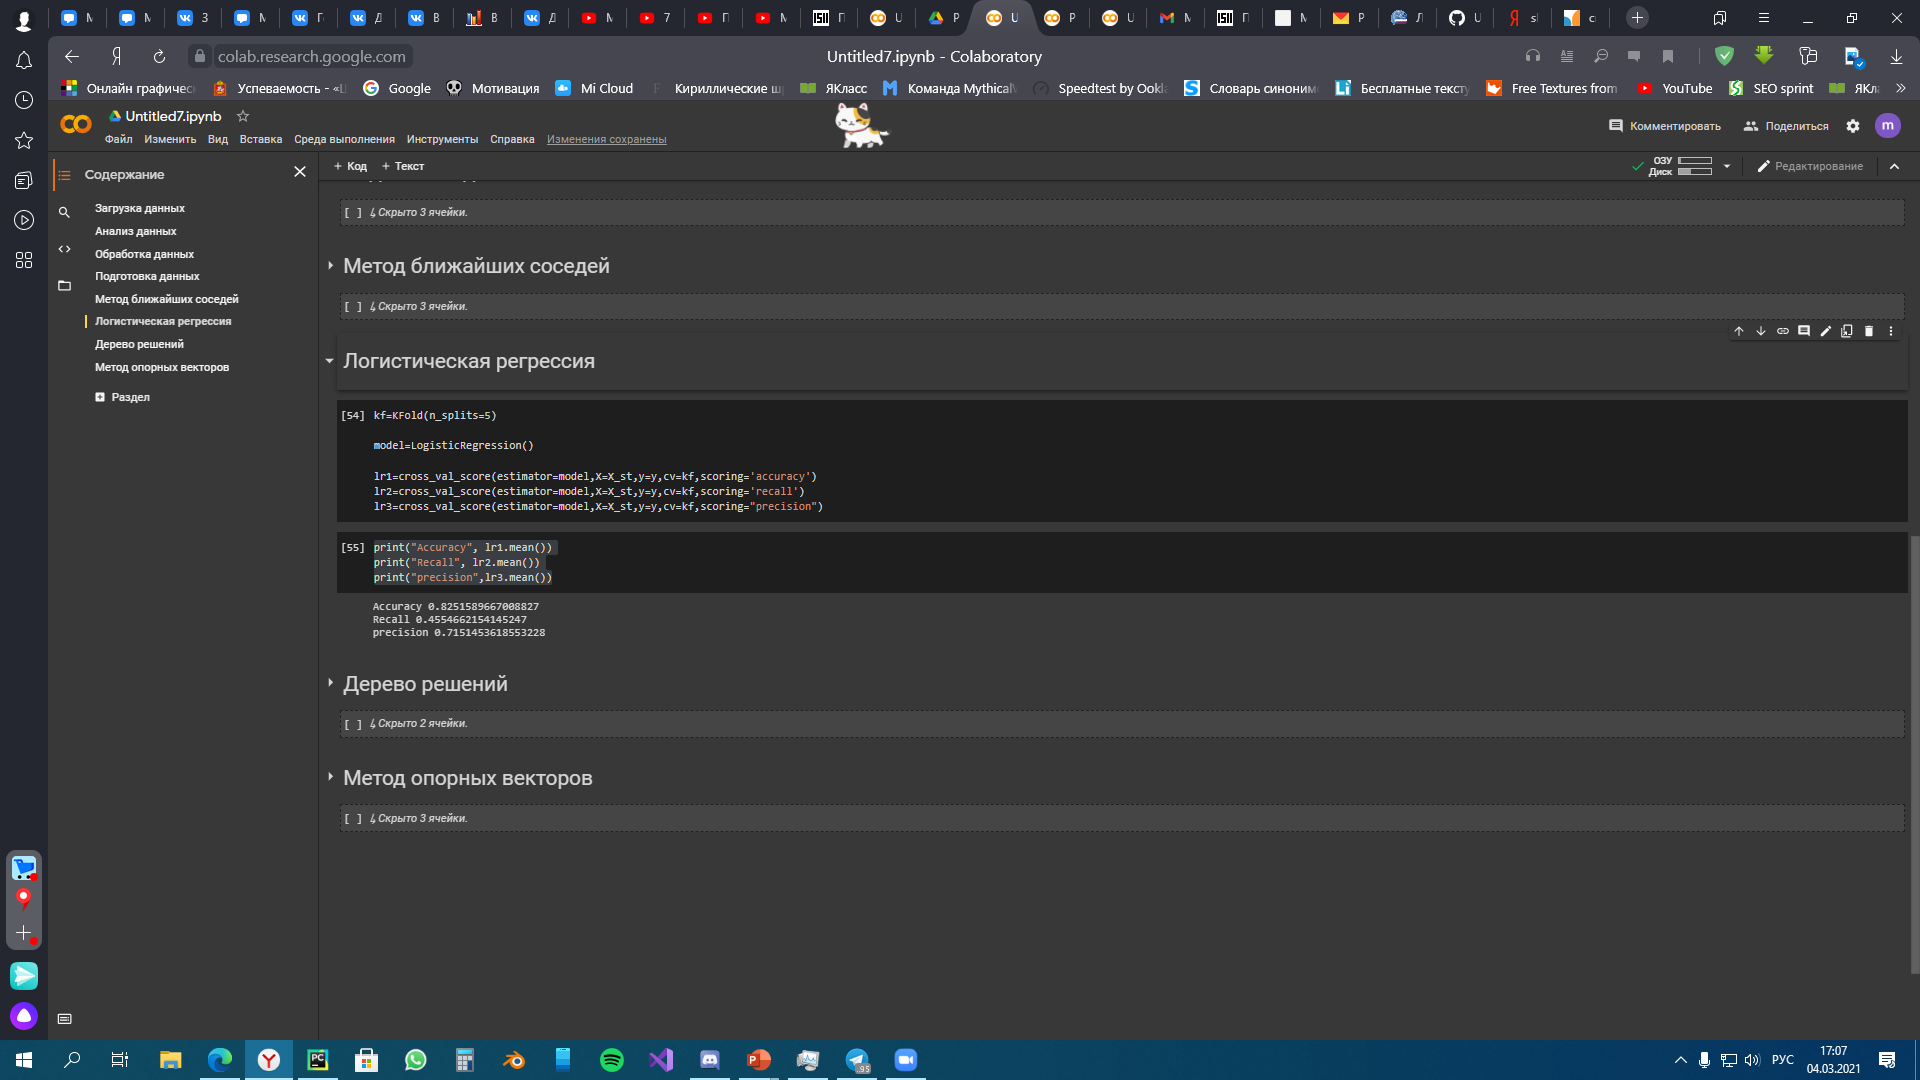 М М З М Г Д В В Д М 7 П М П U Р U Р U М П М Р Л U s с
colab.research.google.com
Untitled7.ipynb - Colaboratory
Онлайн графичес Успеваемость - «Ц Google Мотивация Mi Cloud Кириллические ш ЯКласс Команда Mythical Speedtest by Ookla Словарь синоним Бесплатные тексту Free Textures from YouTube SEO sprint ЯКла
Untitled7.ipynb
Файл Изменить Вид Вставка Среда выполнения Инструменты Справка Изменения сохранены
Комментировать Поделиться m
Содержание
+ Код + Текст
ОЗУ
Диск
Редактирование
Загрузка данных
Анализ данных
Обработка данных
Подготовка данных
Метод ближайших соседей
Логистическая регрессия
Дерево решений
Метод опорных векторов
Раздел
[ ] Скрыто 3 ячейки.
Метод ближайших соседей
[ ] Скрыто 3 ячейки.
Логистическая регрессия
[54] kf=KFold(n_splits=5)
model=LogisticRegression()
lr1=cross_val_score(estimator=model,X=X_st,y=y,cv=kf,scoring='accuracy')
lr2=cross_val_score(estimator=model,X=X_st,y=y,cv=kf,scoring='recall')
lr3=cross_val_score(estimator=model,X=X_st,y=y,cv=kf,scoring="precision")
[55] print("Accuracy", lr1.mean())
print("Recall", lr2.mean())
print("precision",lr3.mean())
Accuracy 0.8251589667008827
Recall 0.4554662154145247
precision 0.7151453618553228
Дерево решений
[ ] Скрыто 2 ячейки.
Метод опорных векторов
[ ] Скрыто 3 ячейки.
РУС
17:07
04.03.2021